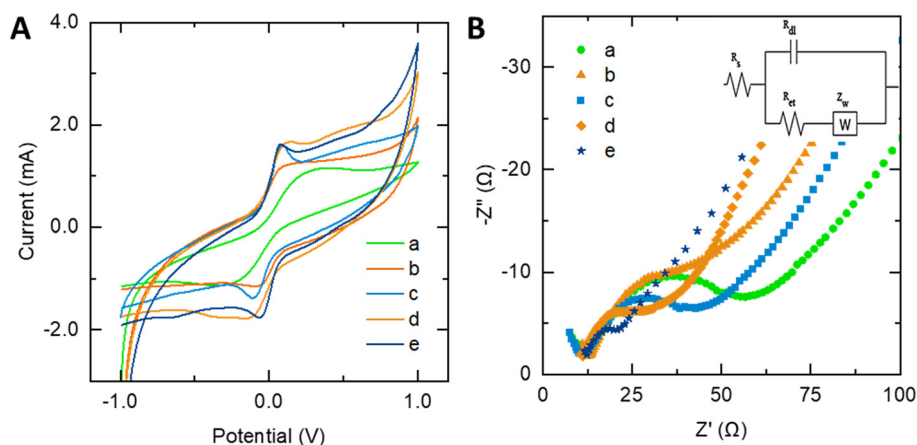 A
4.0
2.0
0.0
-2.0
Current (mA)
-1.0
0.0
1.0
Potential (V)
a
b
c
d
e
B
-30
-20
-10
0
-Z" (Ω)
0
25
50
75
100
Z' (Ω)
a
b
c
d
e
Rs
Rdl
Ret
Zw
W